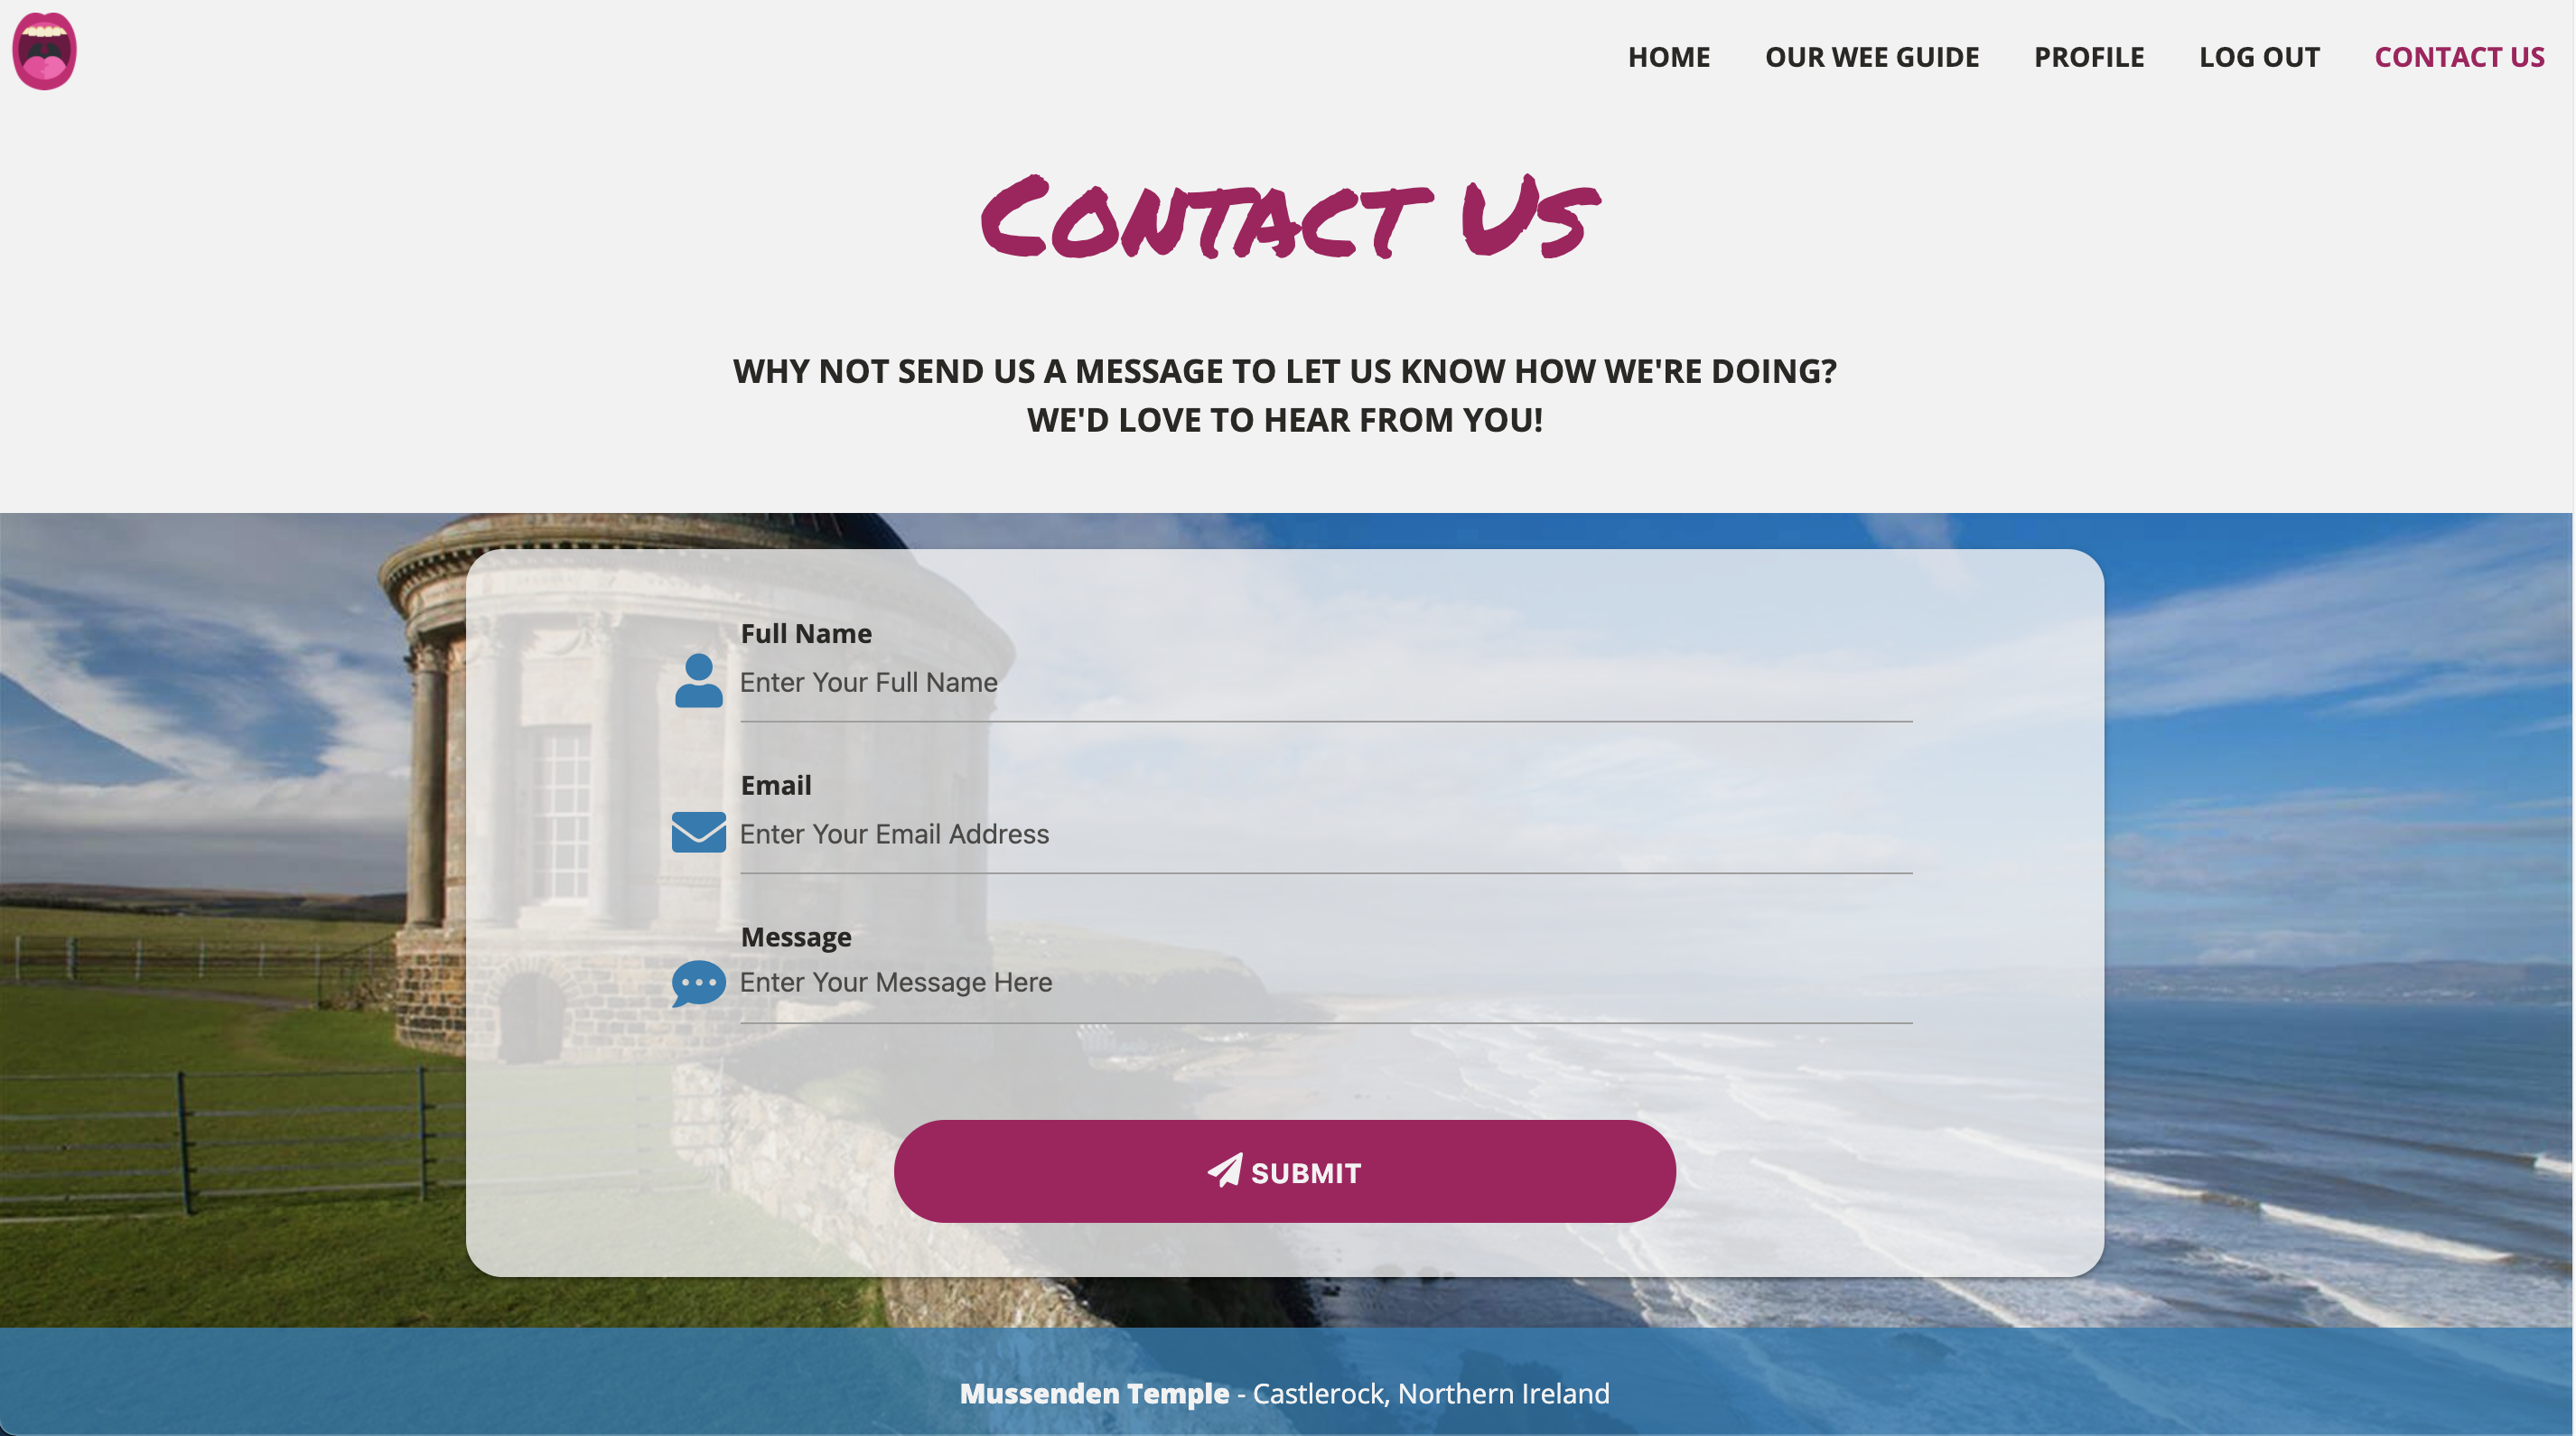 HOME OUR WEE GUIDE PROFILE LOG OUT CONTACT US
Contact Us
WHY NOT SEND US A MESSAGE TO LET US KNOW HOW WE'RE DOING?
WE'D LOVE TO HEAR FROM YOU!
Full Name
Enter Your Full Name
Email
Enter Your Email Address
Message
Enter Your Message Here
SUBMIT
Mussenden Temple - Castlerock, Northern Ireland